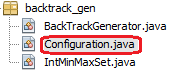 backtrack_gen
BackTrackGenerator.java
Configuration.java
IntMinMaxSet.java